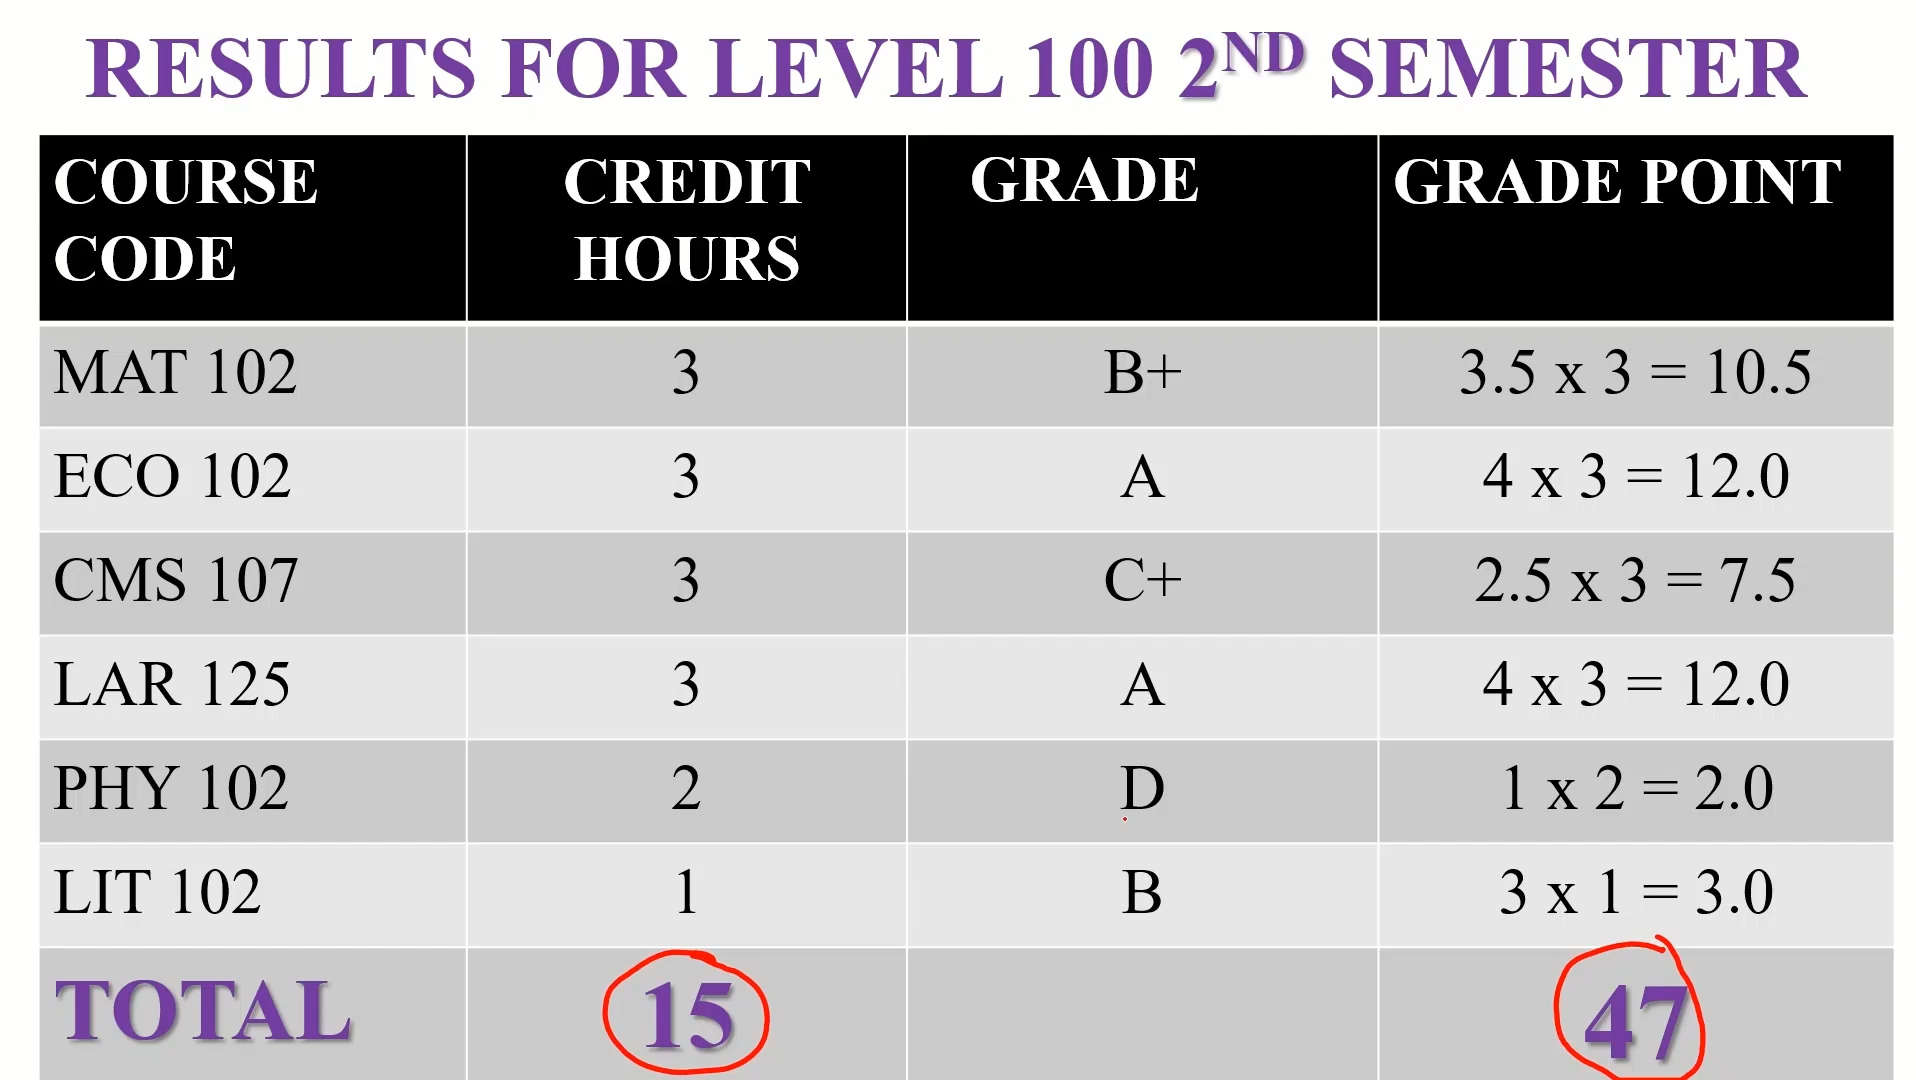 RESULTS FOR LEVEL 100 2ND SEMESTER
COURSE CODE CREDIT HOURS GRADE GRADE POINT
MAT 102 3 B+ 3.5 x 3 = 10.5
ECO 102 3 A 4 x 3 = 12.0
CMS 107 3 C+ 2.5 x 3 = 7.5
LAR 125 3 A 4 x 3 = 12.0
PHY 102 2 D 1 x 2 = 2.0
LIT 102 1 B 3 x 1 = 3.0
TOTAL 15 47